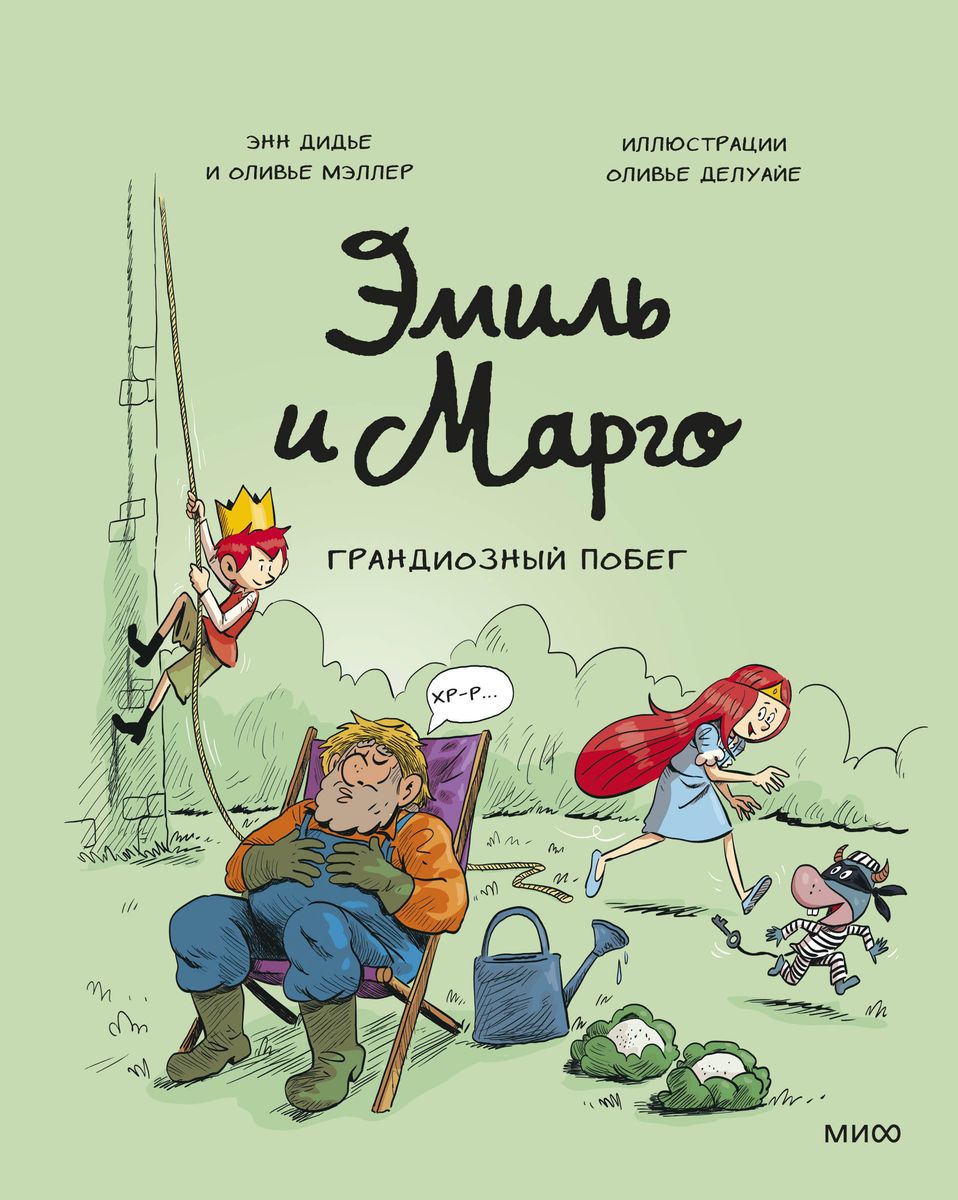 ЭНН ДИДЬЕ
И ОЛИВЬЕ МЭЛЛЕР
ИЛЛЮСТРАЦИИ
ОЛИВЬЕ ДЕЛУАЙЕ
Эмиль
и Марго
ГРАНДИОЗНЫЙ ПОБЕГ
ХР-Р...
МИФ